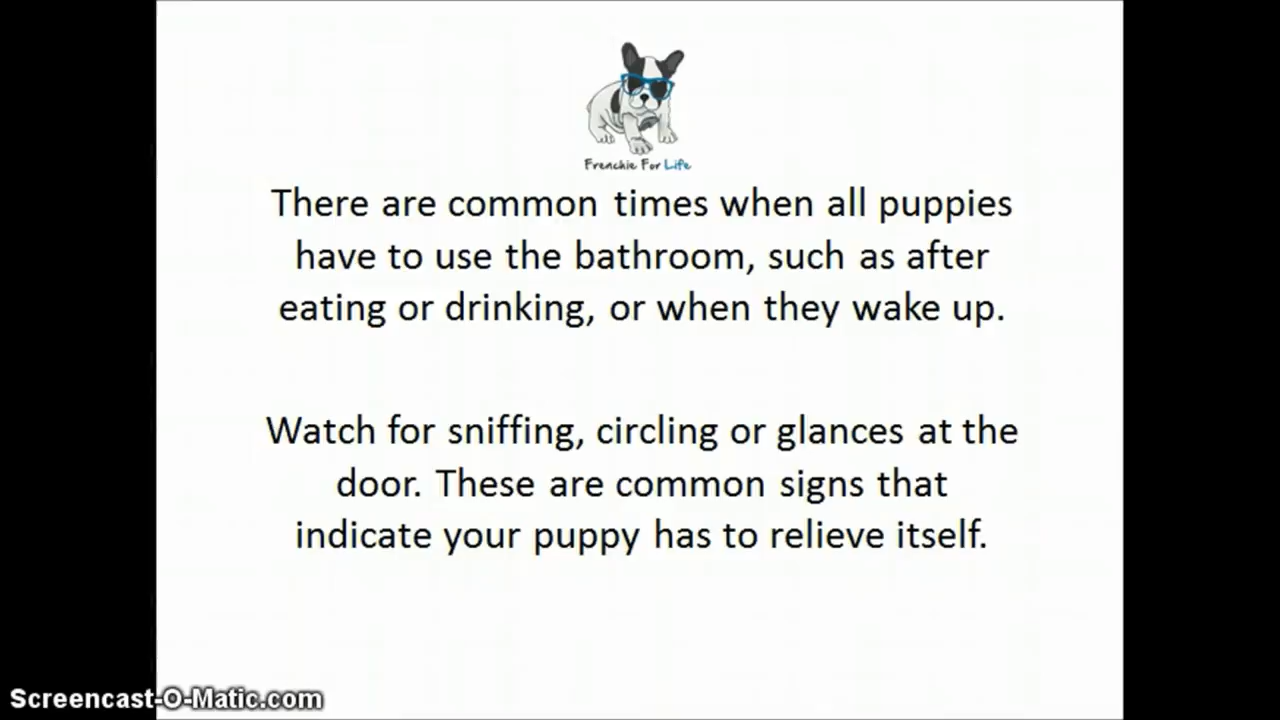 Frenchie For Life
There are common times when all puppies
have to use the bathroom, such as after
eating or drinking, or when they wake up.
Watch for sniffing, circling or glances at the
door. These are common signs that
indicate your puppy has to relieve itself.
Screencast-O-Matic.com